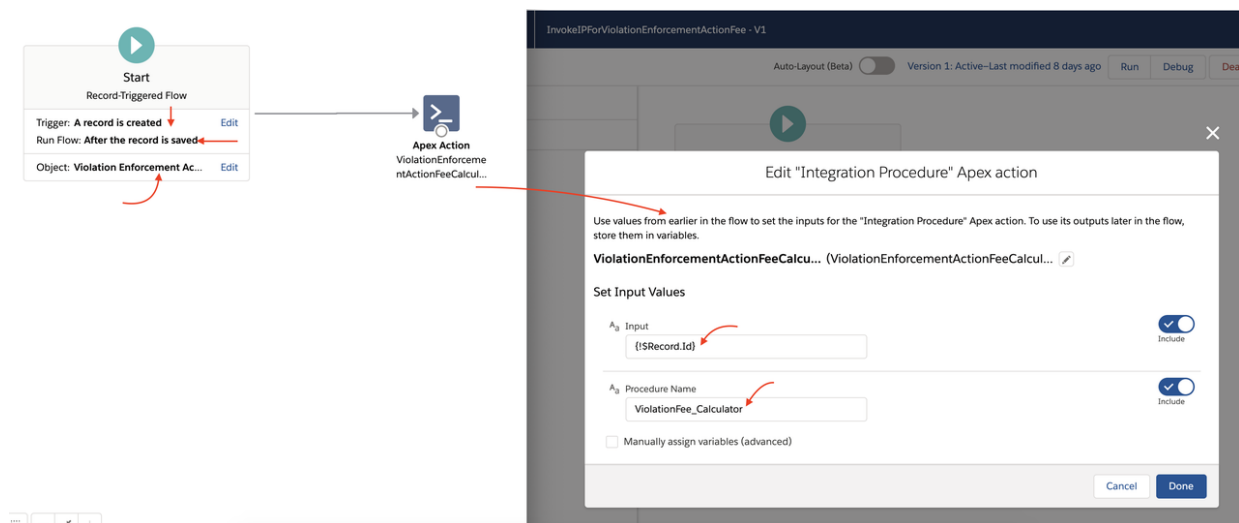 Start
Record-Triggered Flow
Trigger: A record is created Edit
Run Flow: After the record is saved
Object: Violation Enforcement Ac... Edit
Apex Action
ViolationEnforceme
ntActionFeeCalcul...
InvokeIPForViolationEnforcementActionFee - V1
Auto-Layout (Beta) Version 1: Active–Last modified 8 days ago Run Debug Dea
Edit "Integration Procedure" Apex action
Use values from earlier in the flow to set the inputs for the "Integration Procedure" Apex action. To use its outputs later in the flow,
store them in variables.
ViolationEnforcementActionFeeCalcu... (ViolationEnforcementActionFeeCalcul...
Set Input Values
Aa Input
{!$Record.Id}
Include
Aa Procedure Name
ViolationFee_Calculator
Include
Manually assign variables (advanced)
Cancel Done